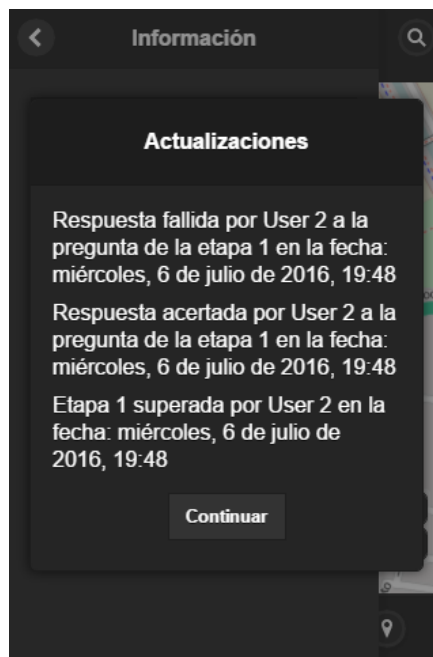 Información
Actualizaciones
Respuesta fallida por User 2 a la
pregunta de la etapa 1 en la fecha:
miércoles, 6 de julio de 2016, 19:48
Respuesta acertada por User 2 a la
pregunta de la etapa 1 en la fecha:
miércoles, 6 de julio de 2016, 19:48
Etapa 1 superada por User 2 en la
fecha: miércoles, 6 de julio de
2016, 19:48
Continuar